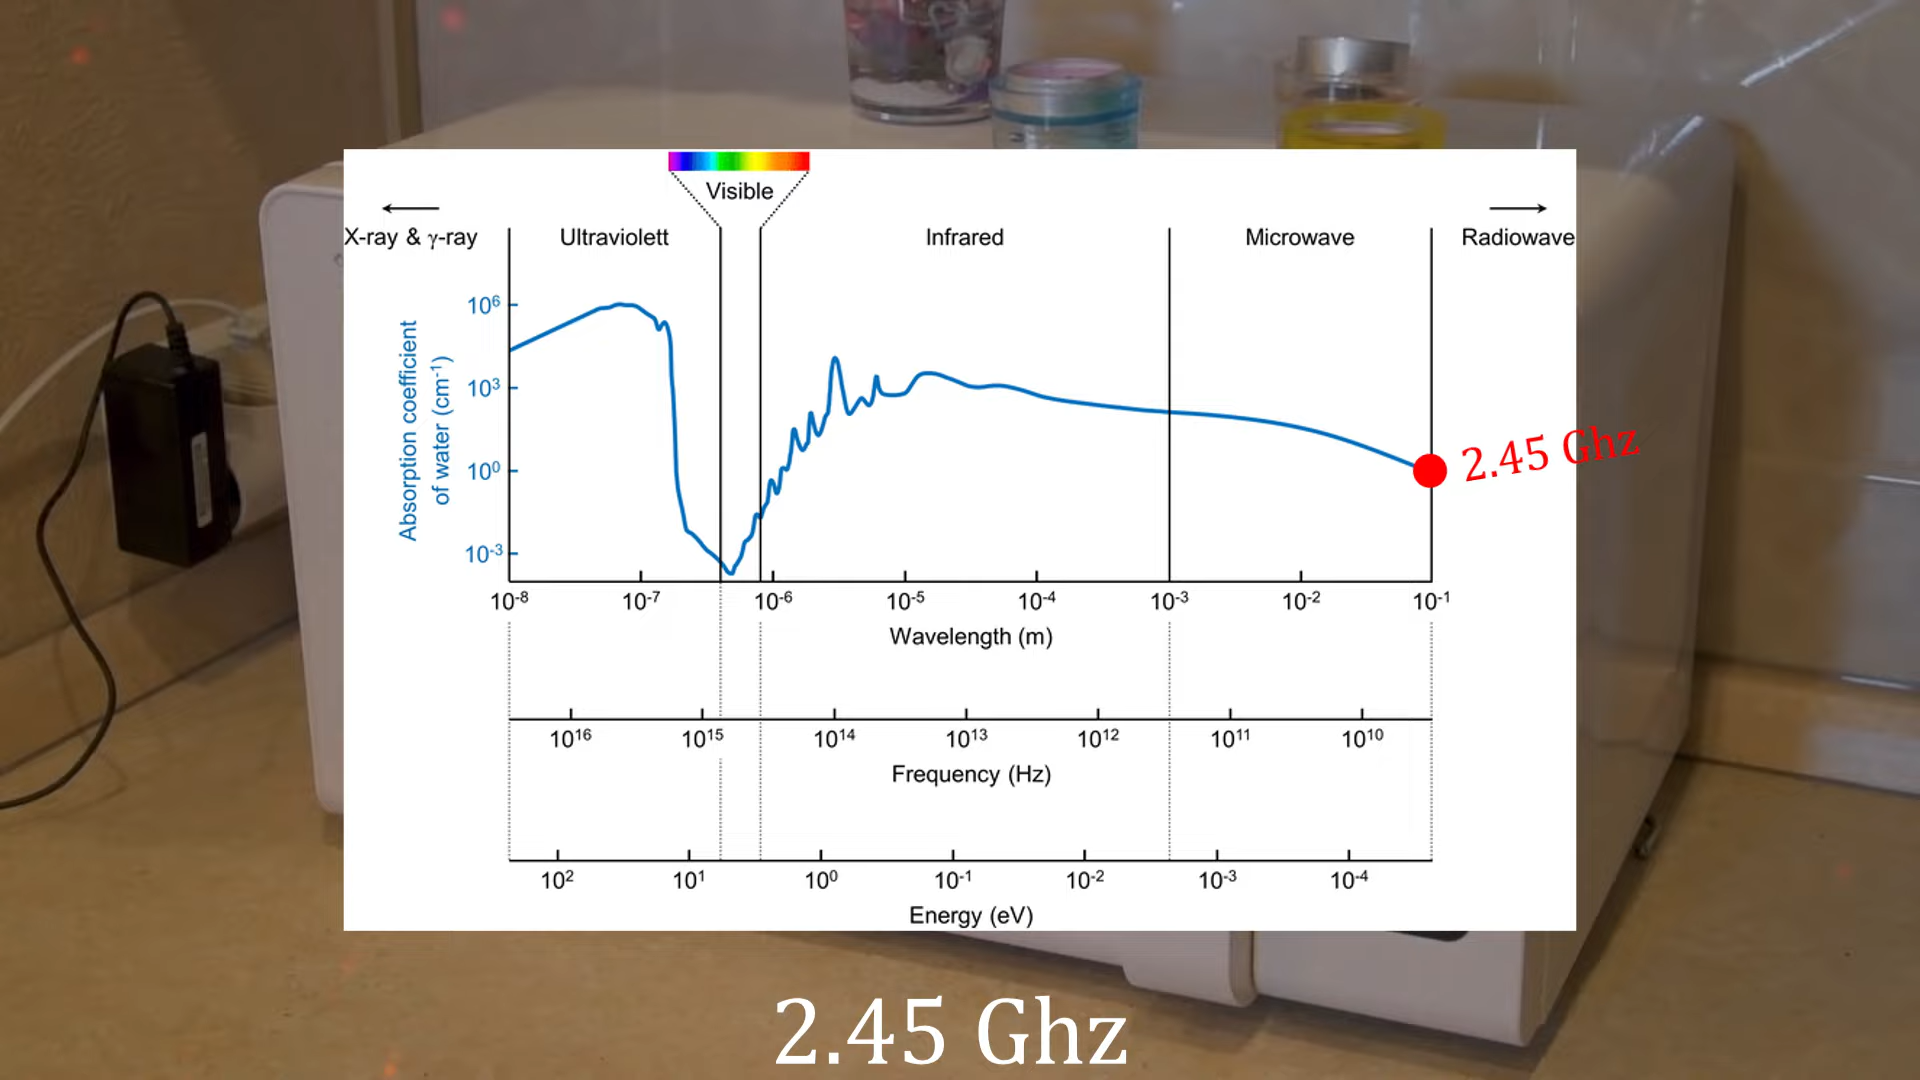 Visible
X-ray & γ-ray Ultraviolett Infrared Microwave Radiowave
Absorption coefficient
of water (cm⁻¹)
10⁶
10³
10⁰
10⁻³
2.45 Ghz
10⁻⁸ 10⁻⁷ 10⁻⁶ 10⁻⁵ 10⁻⁴ 10⁻³ 10⁻² 10⁻¹
Wavelength (m)
10¹⁶ 10¹⁵ 10¹⁴ 10¹³ 10¹² 10¹¹ 10¹⁰
Frequency (Hz)
10² 10¹ 10⁰ 10⁻¹ 10⁻² 10⁻³ 10⁻⁴
Energy (eV)
2.45 Ghz